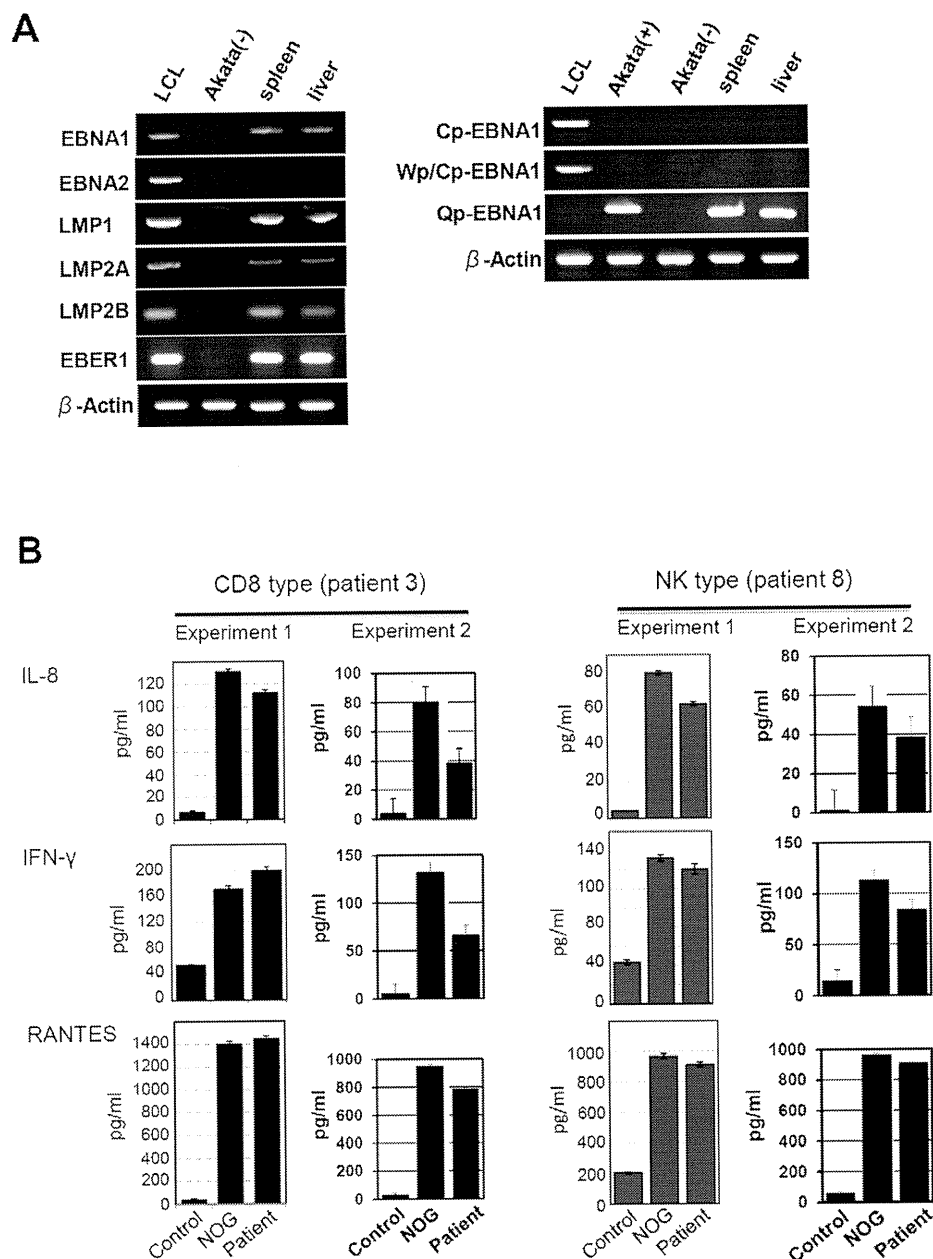 A
LCL Akata(-) spleen liver
EBNA1
EBNA2
LMP1
LMP2A
LMP2B
EBER1
β-Actin
LCL Akata(+) Akata(-) spleen liver
Cp-EBNA1
Wp/Cp-EBNA1
Qp-EBNA1
β-Actin
B
CD8 type (patient 3)
NK type (patient 8)
Experiment 1
Experiment 2
Experiment 1
Experiment 2
IL-8
pg/ml
120
100
80
60
40
20
0
pg/ml
100
80
60
40
20
0
pg/ml
80
60
40
20
0
pg/ml
80
60
40
20
0
IFN-γ
pg/ml
200
160
120
80
40
0
pg/ml
150
100
50
0
pg/ml
140
100
80
40
0
pg/ml
150
100
50
0
RANTES
pg/ml
1400
1200
1000
800
600
400
200
0
pg/ml
1000
800
600
400
200
0
pg/ml
1000
800
600
400
200
0
pg/ml
1000
800
600
400
200
0
Control NOG Patient
Control NOG Patient
Control NOG Patient
Control NOG Patient